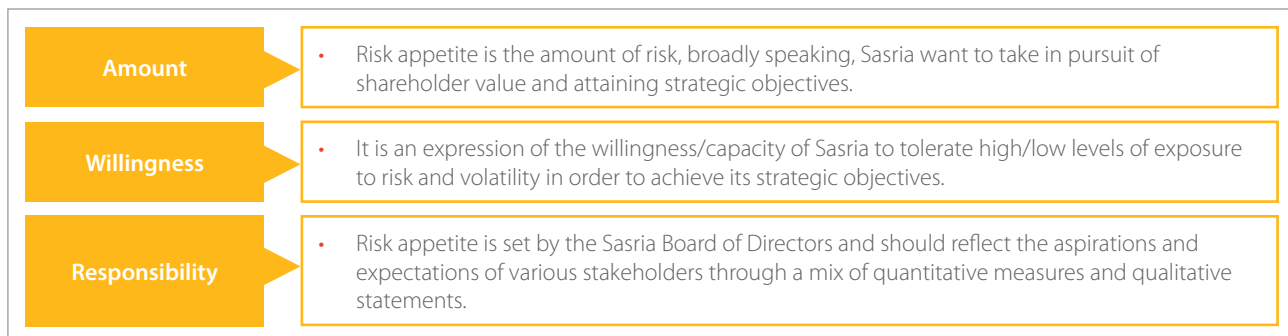 Amount
• Risk appetite is the amount of risk, broadly speaking, Sasria want to take in pursuit of
shareholder value and attaining strategic objectives.
Willingness
• It is an expression of the willingness/capacity of Sasria to tolerate high/low levels of exposure
to risk and volatility in order to achieve its strategic objectives.
Responsibility
• Risk appetite is set by the Sasria Board of Directors and should reflect the aspirations and
expectations of various stakeholders through a mix of quantitative measures and qualitative
statements.